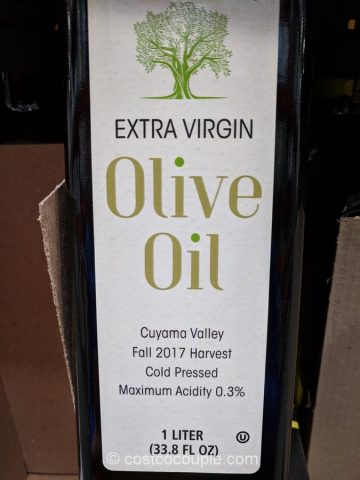 EXTRA VIRGIN
Olive
Oil
Cuyama Valley
Fall 2017 Harvest
Cold Pressed
Maximum Acidity 0.3%
1 LITER
(33.8 FL OZ)
U
costcocouple.com